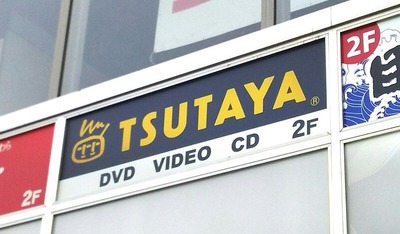 TSUTAYA®
DVD VIDEO CD 2F
2F
2F